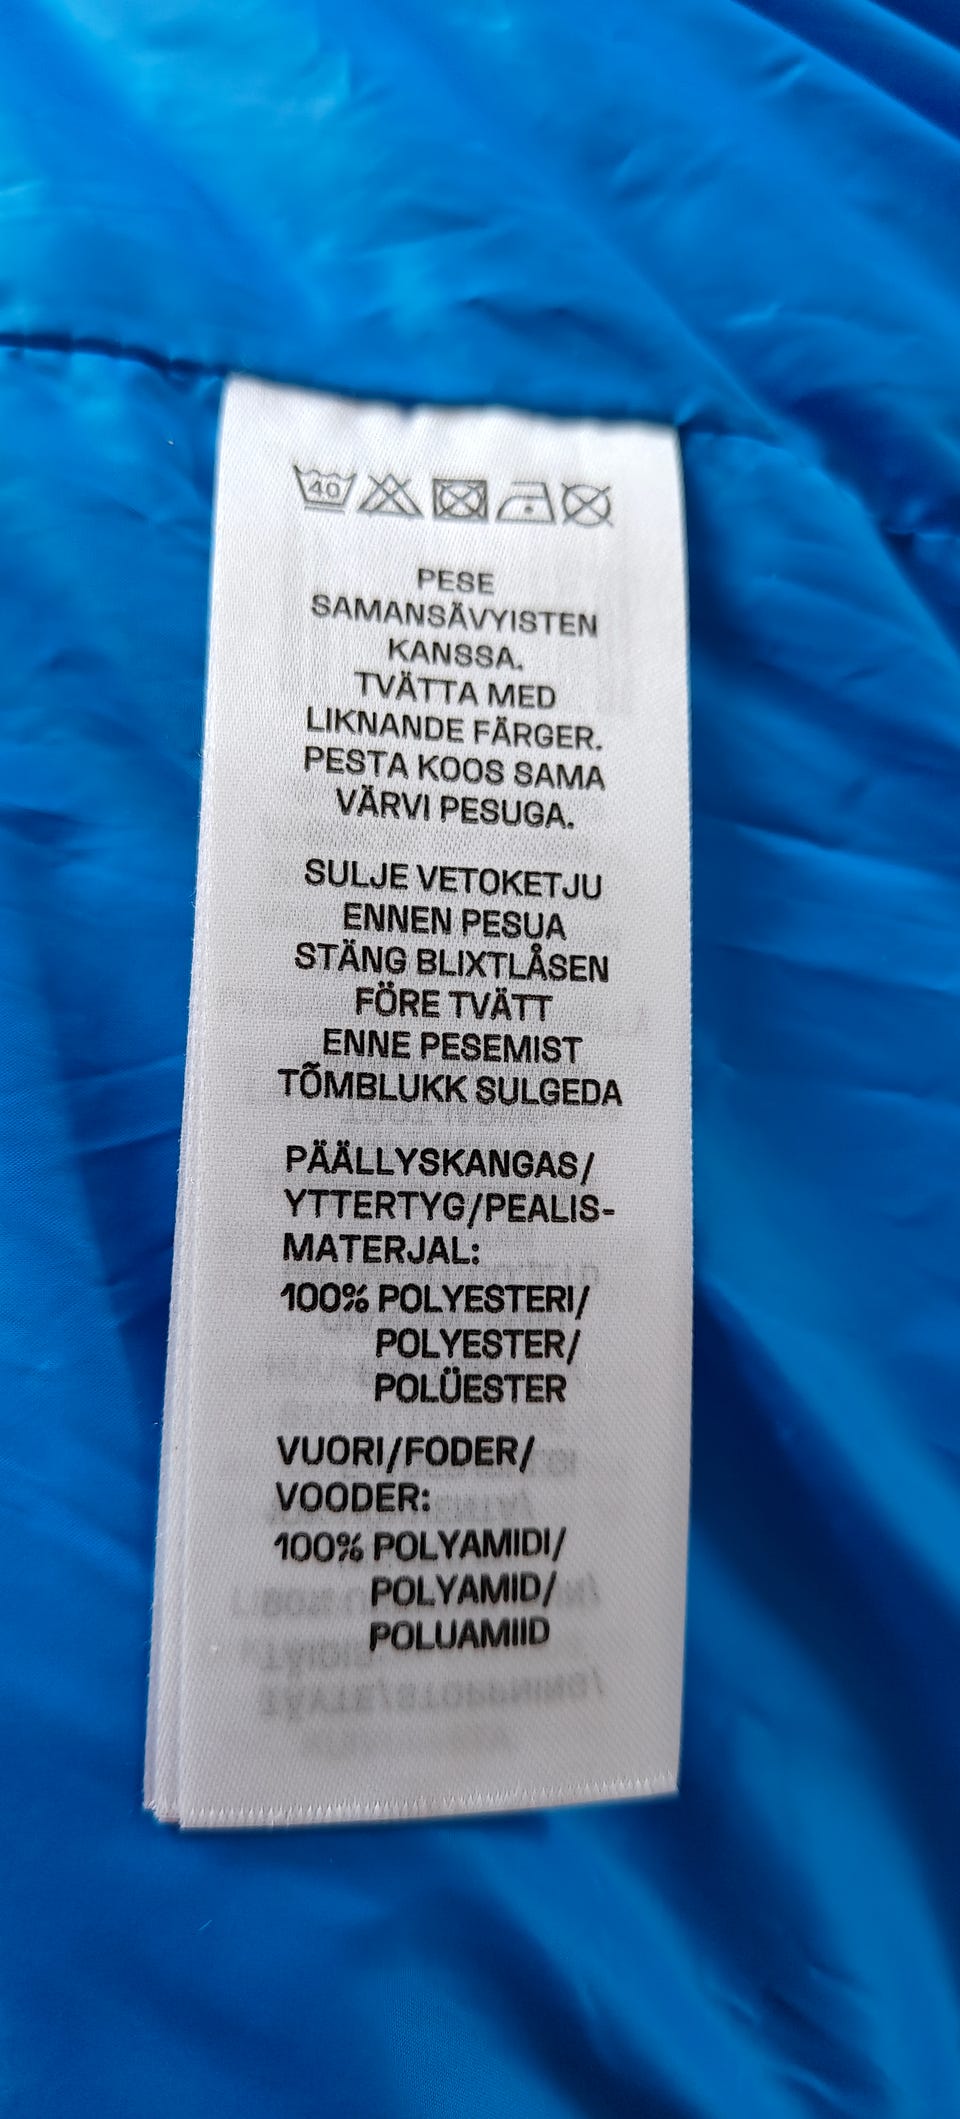 40
PESE
SAMANSÄVYISTEN
KANSSA.
TVÄTTA MED
LIKNANDE FÄRGER.
PESTA KOOS SAMA
VÄRVI PESUGA.
SULJE VETOKETJU
ENNEN PESUA
STÄNG BLIXTLÅSEN
FÖRE TVÄTT
ENNE PESEMIST
TÕMBLUKK SULGEDA
PÄÄLLYSKANGAS/
YTTERTYG/PEALIS-
MATERJAL:
100% POLYESTERI/
POLYESTER/
POLÜESTER
VUORI/FODER/
VOODER:
100% POLYAMIDI/
POLYAMID/
POLUAMIID